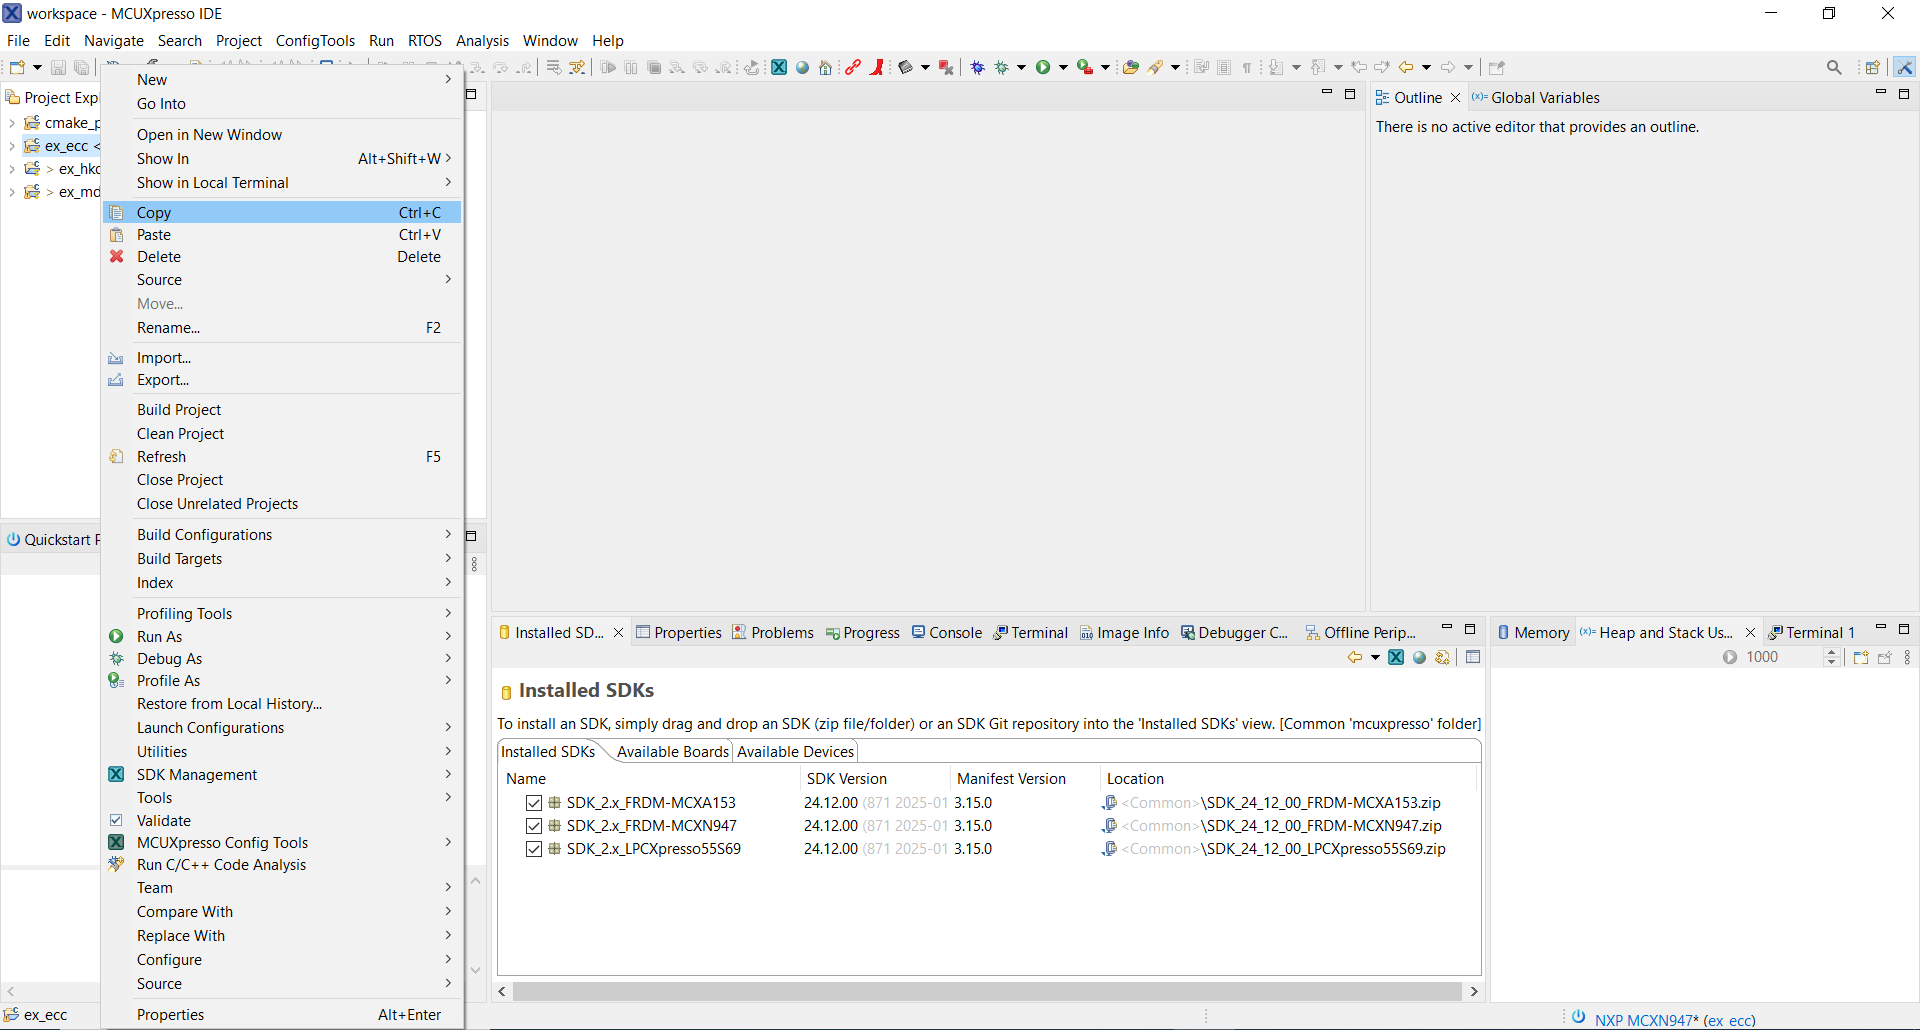 workspace - MCUXpresso IDE
File Edit Navigate Search Project ConfigTools Run RTOS Analysis Window Help
Project Expl
cmake_p
ex_ecc <
> ex_hkd
> ex_md
New
Go Into
Open in New Window
Show In Alt+Shift+W
Show in Local Terminal
Copy Ctrl+C
Paste Ctrl+V
Delete Delete
Source
Move...
Rename... F2
Import...
Export...
Build Project
Clean Project
Refresh F5
Close Project
Close Unrelated Projects
Build Configurations
Build Targets
Index
Profiling Tools
Run As
Debug As
Profile As
Restore from Local History...
Launch Configurations
Utilities
SDK Management
Tools
Validate
MCUXpresso Config Tools
Run C/C++ Code Analysis
Team
Compare With
Replace With
Configure
Source
Properties Alt+Enter
Quickstart P
ex_ecc
Outline (x)= Global Variables
There is no active editor that provides an outline.
Installed SD... Properties Problems Progress Console Terminal Image Info Debugger C... Offline Perip...
Installed SDKs
To install an SDK, simply drag and drop an SDK (zip file/folder) or an SDK Git repository into the 'Installed SDKs' view. [Common 'mcuxpresso' folder]
Installed SDKs Available Boards Available Devices
Name SDK Version Manifest Version Location
SDK_2.x_FRDM-MCXA153 24.12.00 (871 2025-01 3.15.0 <Common>\SDK_24_12_00_FRDM-MCXA153.zip
SDK_2.x_FRDM-MCXN947 24.12.00 (871 2025-01 3.15.0 <Common>\SDK_24_12_00_FRDM-MCXN947.zip
SDK_2.x_LPCXpresso55S69 24.12.00 (871 2025-01 3.15.0 <Common>\SDK_24_12_00_LPCXpresso55S69.zip
Memory (x)= Heap and Stack Us... Terminal 1
1000
NXP MCXN947* (ex_ecc)